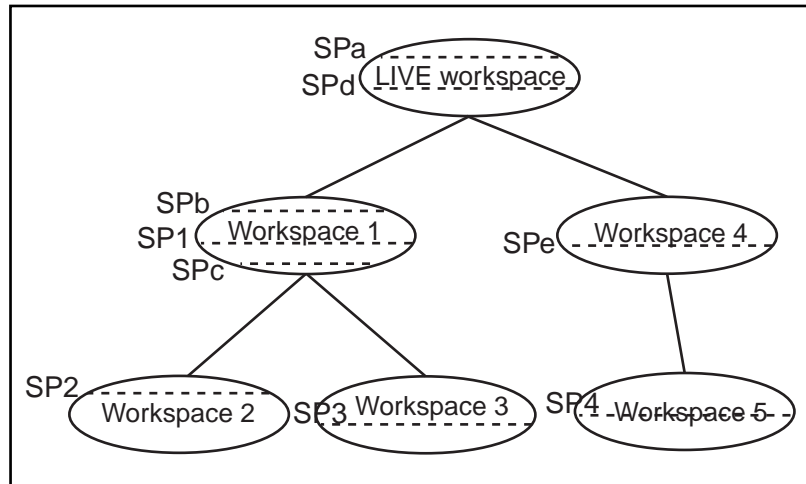 SPa
LIVE workspace
SPd
SPb
Workspace 1
SP1
SPc
Workspace 4
SPe
SP2
Workspace 2
SP3
Workspace 3
SP4
Workspace 5